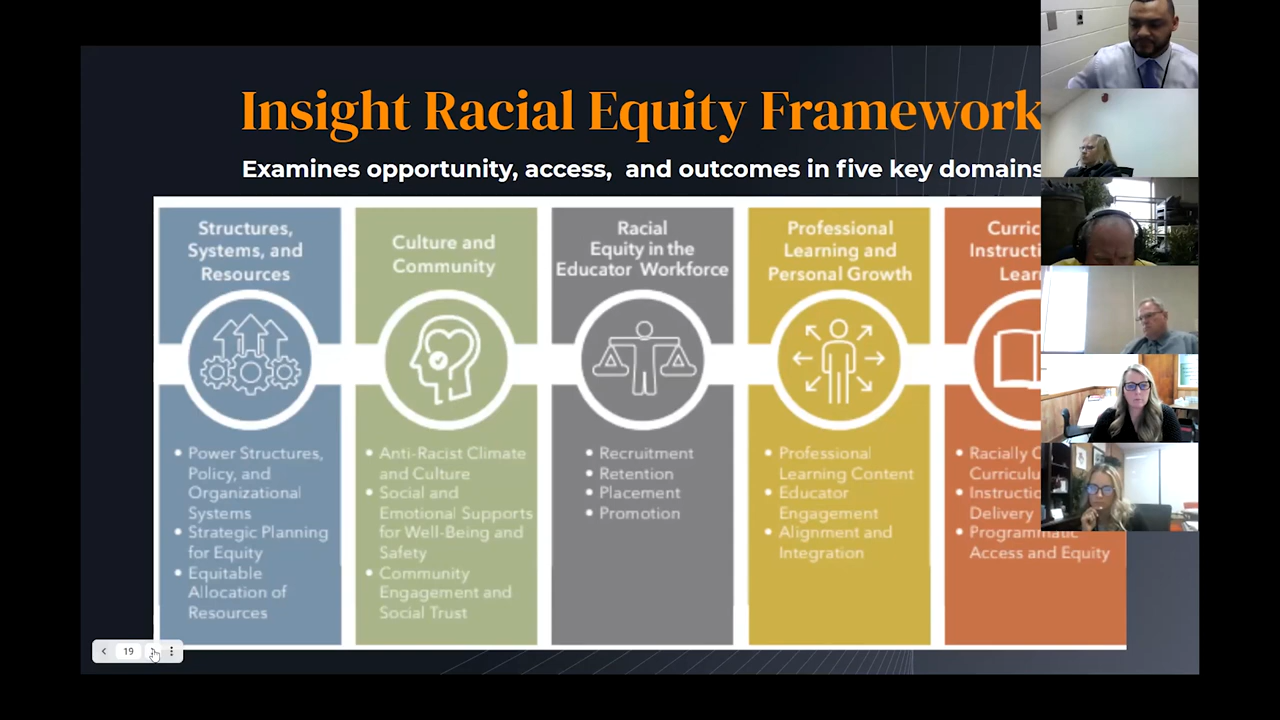 Insight Racial Equity Framework
Examines opportunity, access, and outcomes in five key domains
Structures,
Systems, and
Resources
• Power Structures,
Policy, and
Organizational
Systems
• Strategic Planning
for Equity
• Equitable
Allocation of
Resources
Culture and
Community
• Anti-Racist Climate
and Culture
• Social and
Emotional Supports
for Well-Being and
Safety
• Community
Engagement and
Social Trust
Racial
Equity in the
Educator Workforce
• Recruitment
• Retention
• Placement
• Promotion
Professional
Learning and
Personal Growth
• Professional
Learning Content
• Educator
Engagement
• Alignment and
Integration
• Racially
Delivery
• Programmatic
Access and Equity
19